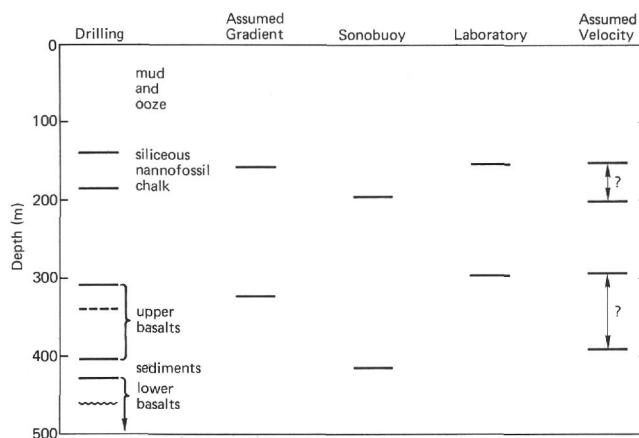 Drilling
Assumed
Gradient
Sonobuoy
Laboratory
Assumed
Velocity
0
100
200
300
400
500
Depth (m)
mud
and
ooze
siliceous
nannofossil
chalk
upper
basalts
sediments
lower
basalts
?
?